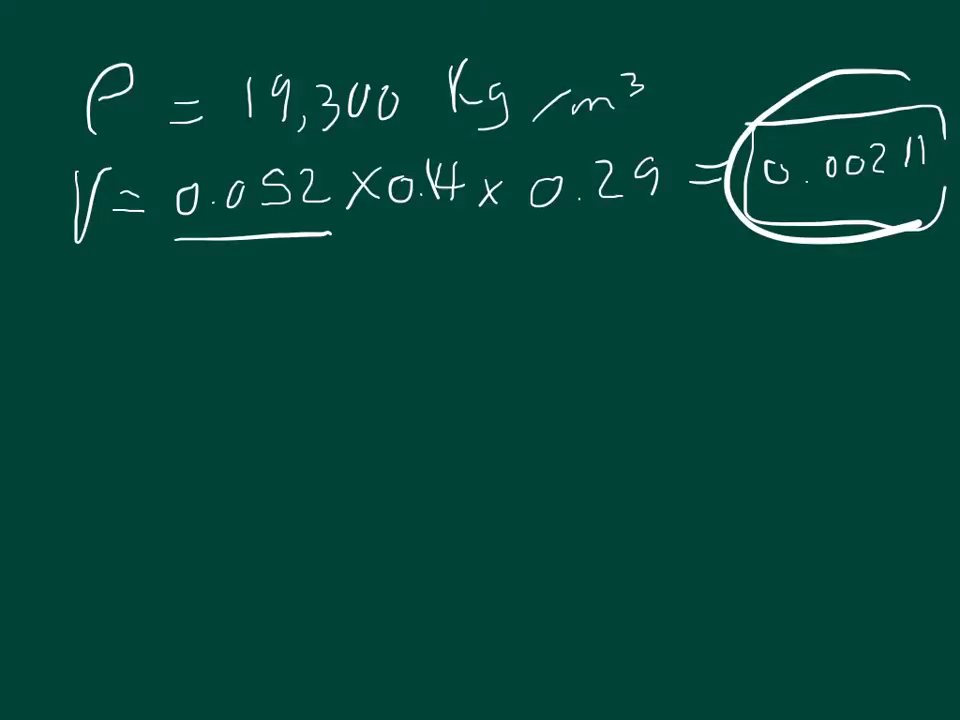 ρ = 19,300 Kg/m³
V = 0.052 × 0.14 × 0.29 = 0.00211